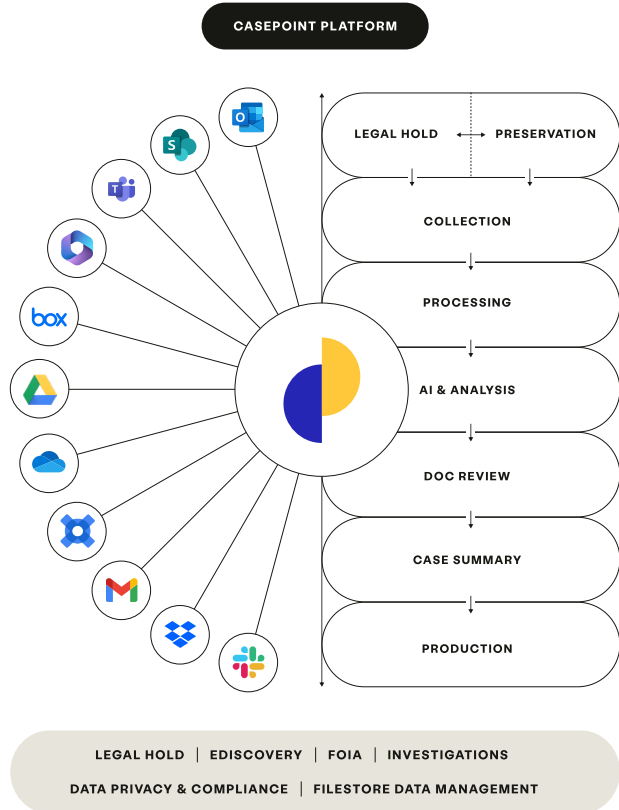 CASEPOINT PLATFORM
O
S
T
box
LEGAL HOLD
PRESERVATION
COLLECTION
PROCESSING
AI & ANALYSIS
DOC REVIEW
CASE SUMMARY
PRODUCTION
LEGAL HOLD | EDISCOVERY | FOIA | INVESTIGATIONS
DATA PRIVACY & COMPLIANCE | FILESTORE DATA MANAGEMENT